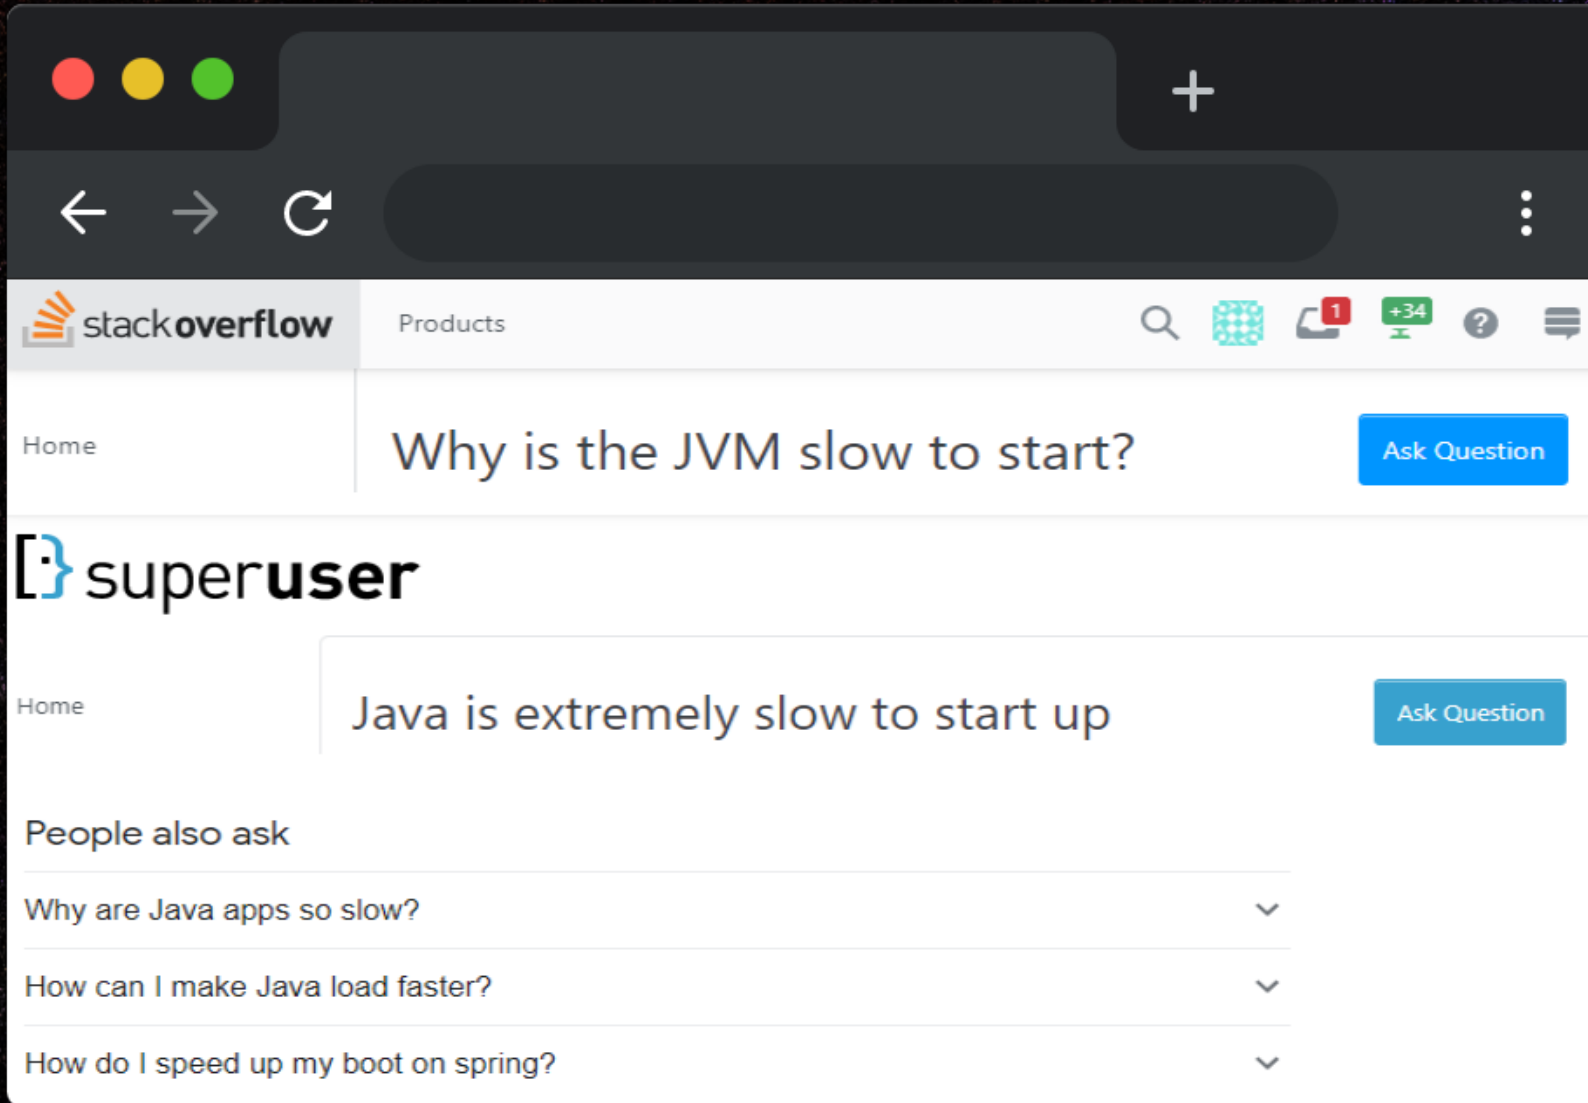 stackoverflow Products 1 +34
Home Why is the JVM slow to start? Ask Question
superuser
Home Java is extremely slow to start up Ask Question
People also ask
Why are Java apps so slow?
How can I make Java load faster?
How do I speed up my boot on spring?